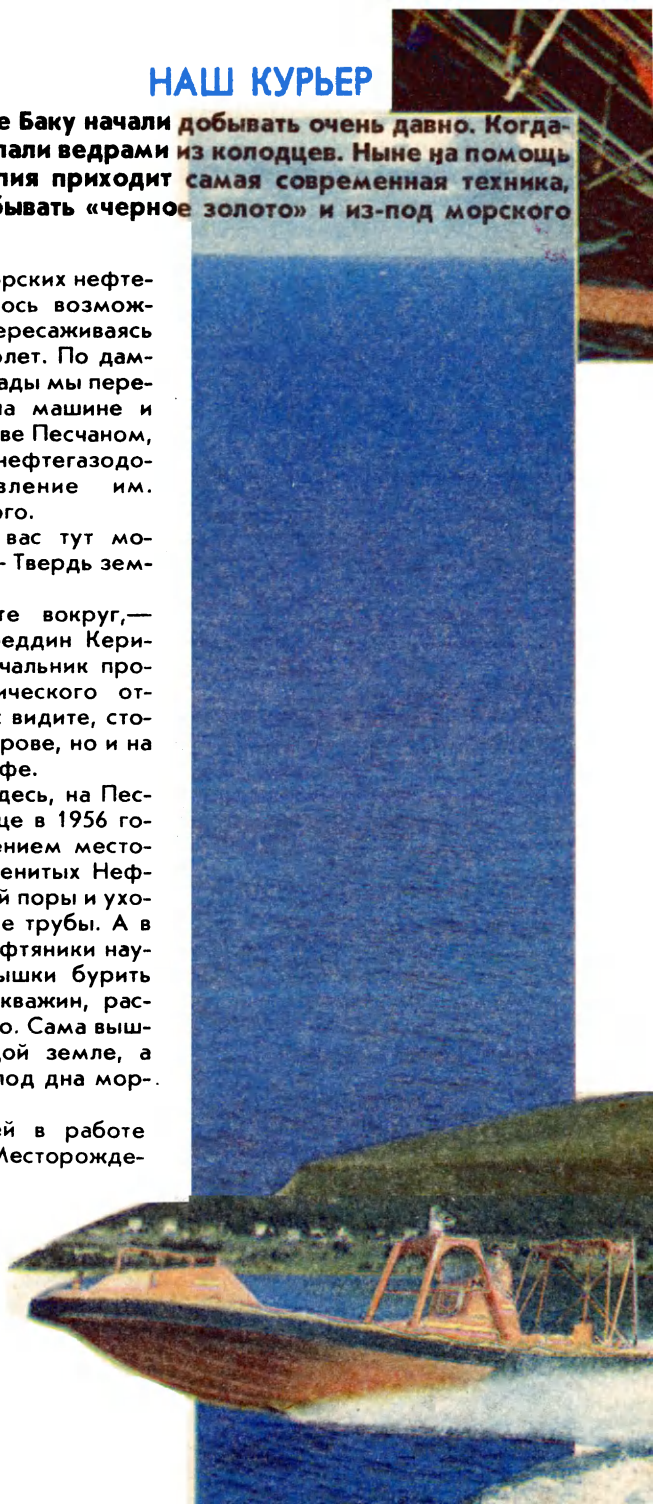 НАШ КУРЬЕР
е Баку начали добывать очень давно. Когда-
пали ведрами из колодцев. Ныне на помощь
лия приходит самая современная техника,
бывать «черное золото» и из-под морского
рских нефте-
ось возмож-
ересаживаясь
олет. По дам-
ады мы пере-
на машине и
ве Песчаном,
нефтегазодо-
вление им.
ого.
вас тут мо-
- Твердь зем-
те вокруг,—
еддин Кери-
чальник про-
ического от-
видите, сто-
рове, но и на
фе.
десь, на Пес-
ще в 1956 го-
ением место-
енитых Неф-
й поры и ухо-
е трубы. А в
фтяники нау-
ышки бурить
кважин, рас-
о. Сама выш-
дой земле, а
под дна мор-.
ей в работе
Месторожде-